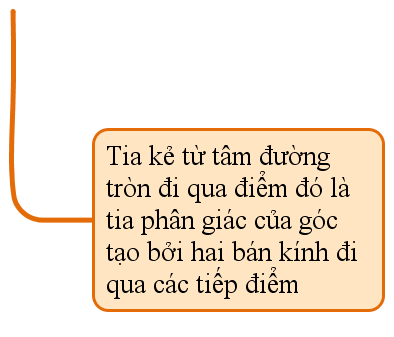 Tia kẻ từ tâm đường
tròn đi qua điểm đó là
tia phân giác của góc
tạo bởi hai bán kính đi
qua các tiếp điểm